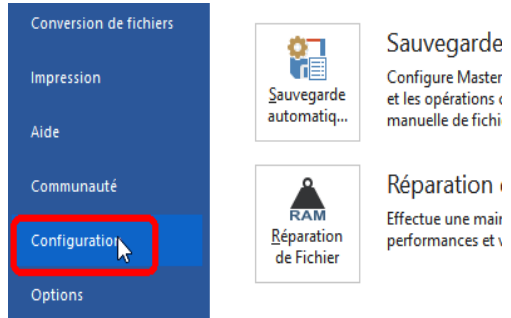 Conversion de fichiers
Impression
Aide
Communauté
Configuration
Options
Sauvegarde
automatiq...
Sauvegarde
Configure Master
et les opérations
manuelle de fichi
RAM
Réparation
de Fichier
Réparation
Effectue une mair
performances et